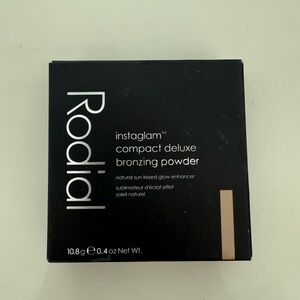 Rodial
instaglam™
compact deluxe
bronzing powder
natural sun-kissed glow enhancer
sublimateur d'éclat effet
soleil naturel
10.8g ℮ 0.4 oz Net Wt.